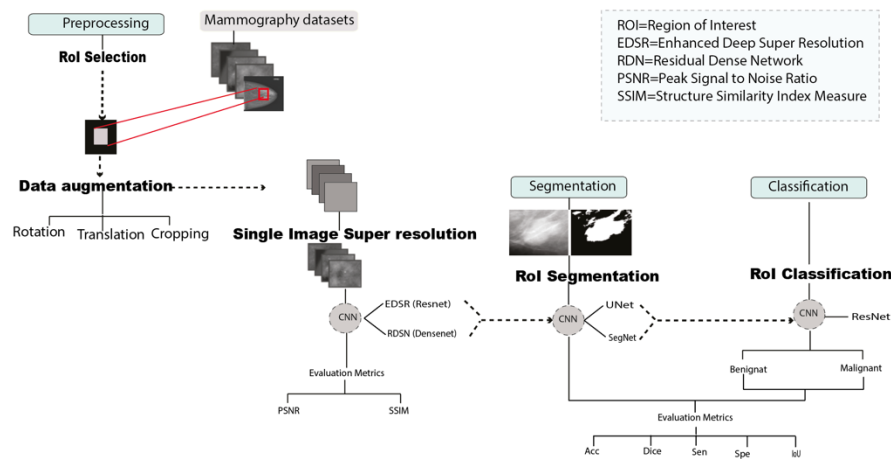 Preprocessing
Mammography datasets
RoI Selection
ROI=Region of Interest
EDSR=Enhanced Deep Super Resolution
RDN=Residual Dense Network
PSNR=Peak Signal to Noise Ratio
SSIM=Structure Similarity Index Measure
Data augmentation
Rotation
Translation
Cropping
Single Image Super resolution
CNN
EDSR (Resnet)
RDSN (Densenet)
Evaluation Metrics
PSNR
SSIM
Segmentation
RoI Segmentation
CNN
UNet
SegNet
Classification
RoI Classification
CNN
ResNet
Benignat
Malignant
Evaluation Metrics
Acc
Dice
Sen
Spe
IoU